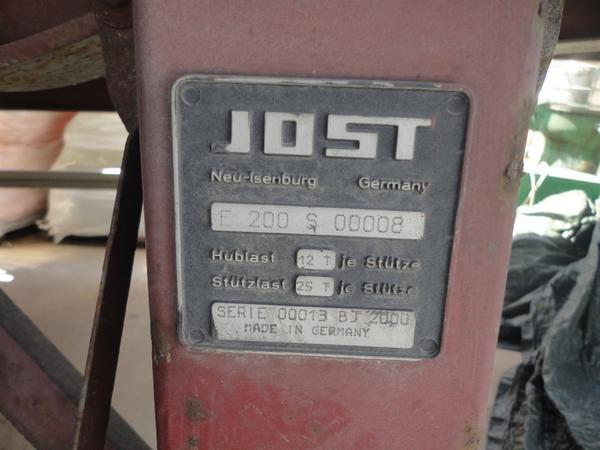 JOST
Neu-Isenburg Germany
E 200 S 00008
Hublast 12 T je Stütze
Stützlast 25 T je Stütze
SERIE 00013 BJ 2000
MADE IN GERMANY